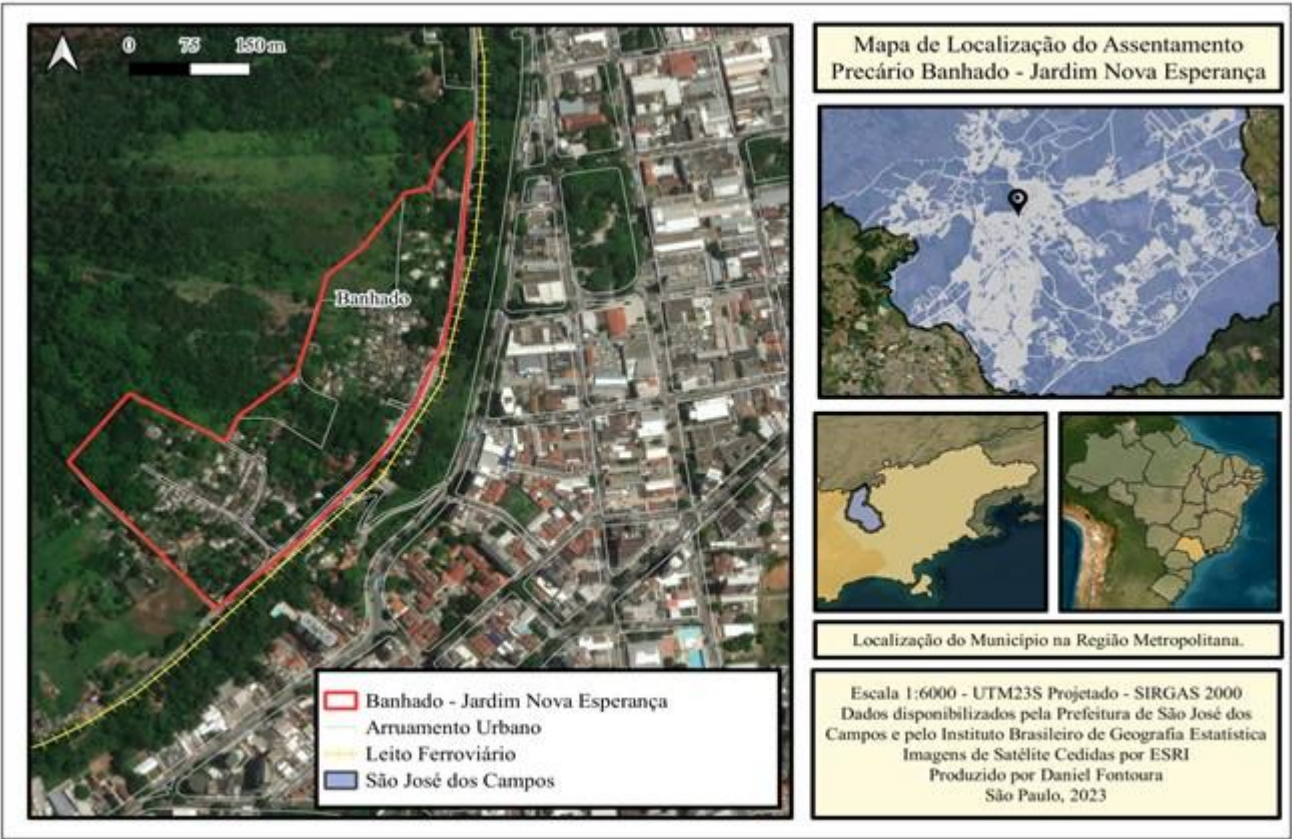 0 75 150 m
Banhado
Banhado - Jardim Nova Esperança
Arruamento Urbano
Leito Ferroviário
São José dos Campos
Mapa de Localização do Assentamento
Precário Banhado - Jardim Nova Esperança
Localização do Município na Região Metropolitana.
Escala 1:6000 - UTM23S Projetado - SIRGAS 2000
Dados disponibilizados pela Prefeitura de São José dos
Campos e pelo Instituto Brasileiro de Geografia Estatística
Imagens de Satélite Cedidas por ESRI
Produzido por Daniel Fontoura
São Paulo, 2023